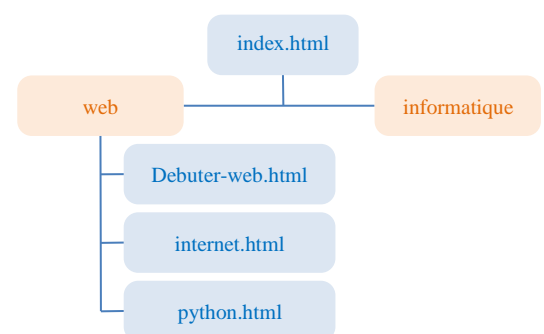 index.html
web
informatique
Debuter-web.html
internet.html
python.html